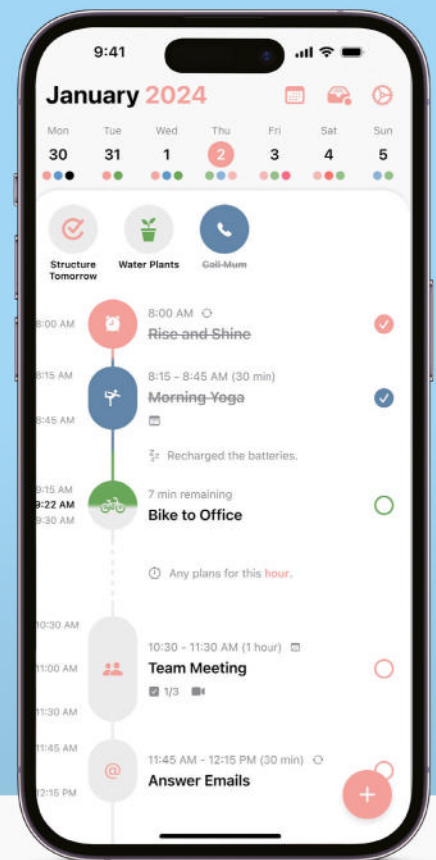 9:41
January 2024
Mon Tue Wed Thu Fri Sat Sun
30 31 1 2 3 4 5
Structure Tomorrow
Water Plants
Call Mum
8:00 AM
8:00 AM
Rise and Shine
8:15 AM
8:15 – 8:45 AM (30 min)
Morning Yoga
8:45 AM
Recharged the batteries.
9:15 AM
7 min remaining
9:22 AM
Bike to Office
9:30 AM
Any plans for this hour.
10:30 AM
10:30 - 11:30 AM (1 hour)
11:00 AM
Team Meeting
1/3
11:30 AM
11:45 AM
11:45 AM - 12:15 PM (30 min)
Answer Emails
12:15 PM